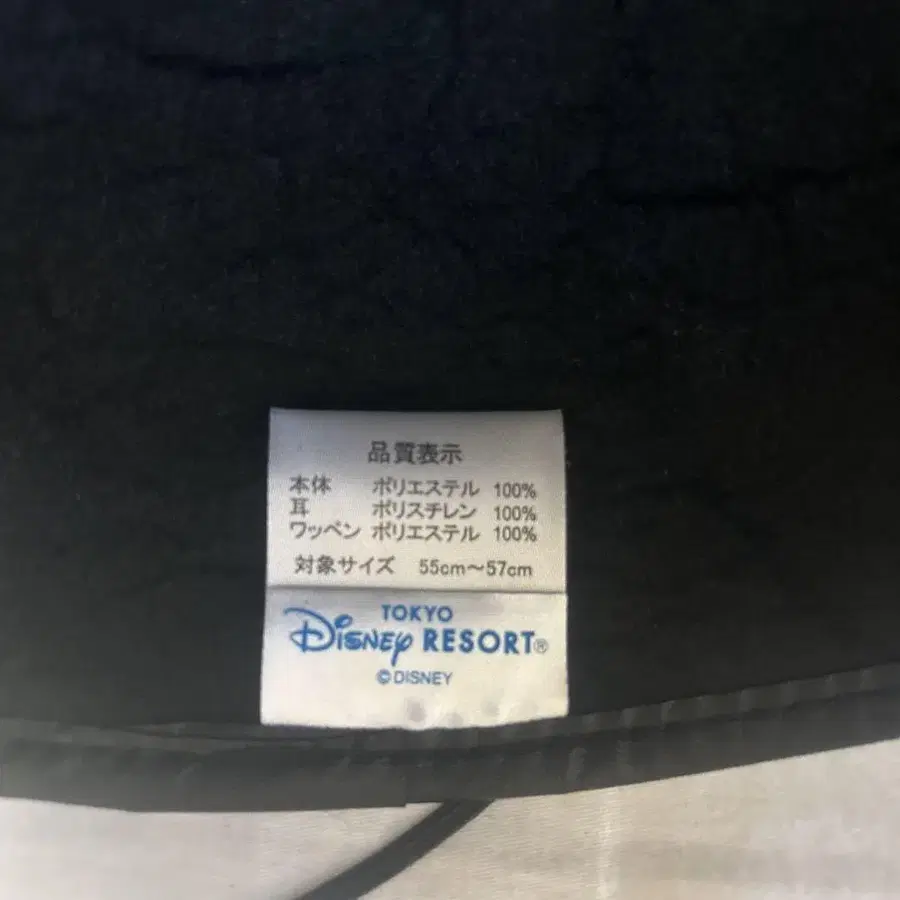 品質表示
本体 ポリエステル 100%
耳 ポリスチレン 100%
ワッペン ポリエステル 100%
対象サイズ 55cm〜57cm
TOKYO
Disney RESORT®
©DISNEY